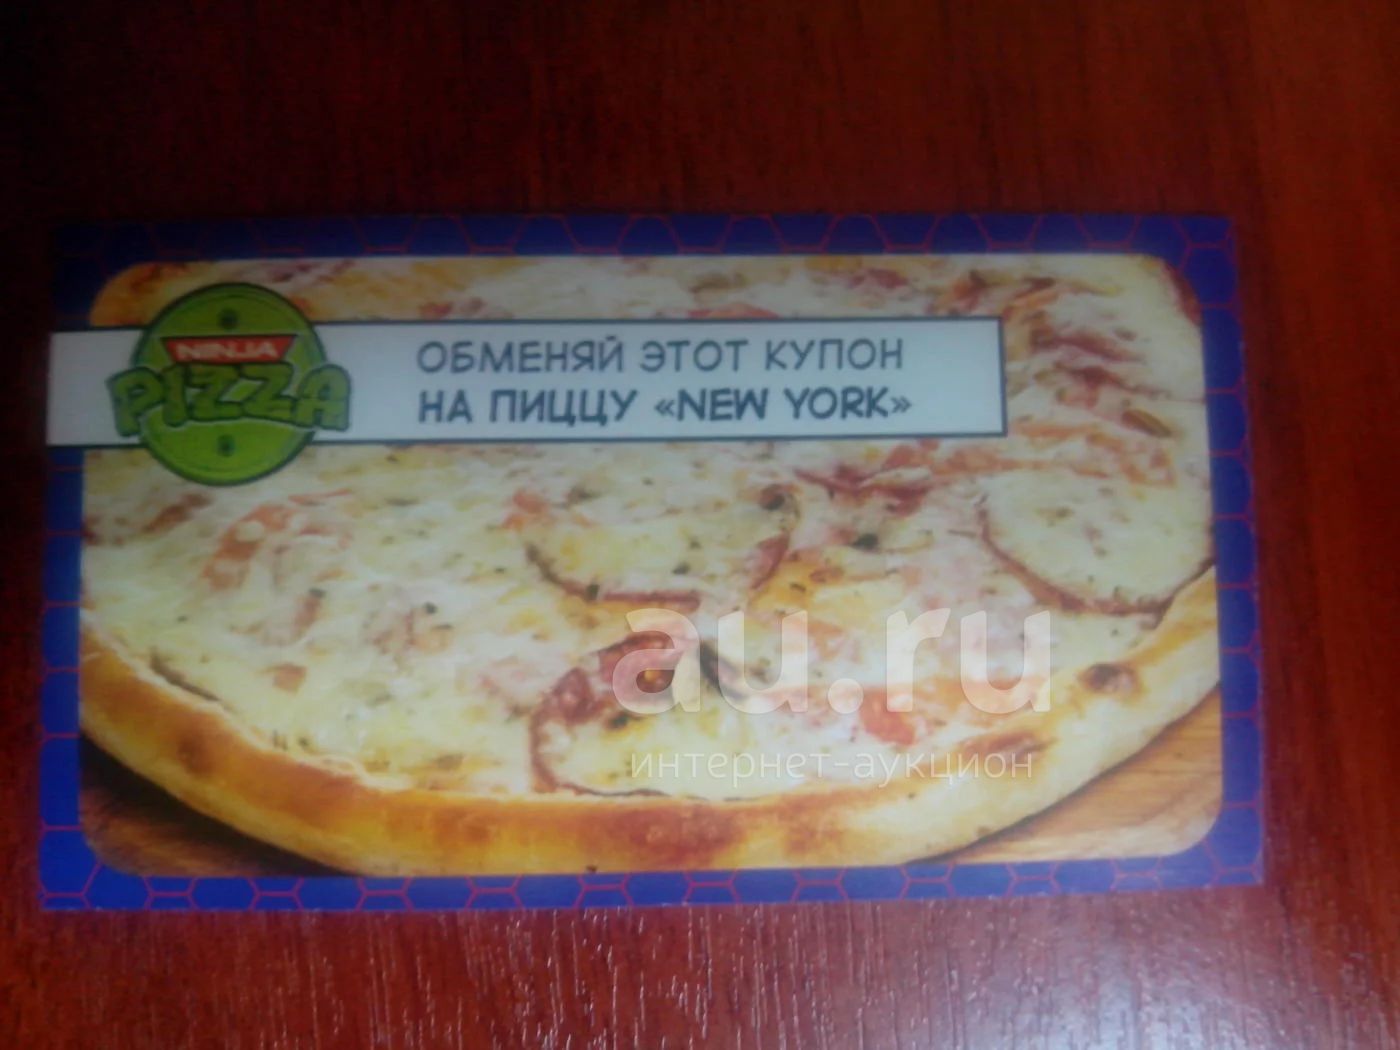 NINJA
PIZZA
ОБМЕНЯЙ ЭТОТ КУПОН
НА ПИЦЦУ «NEW YORK»
au.ru
интернет-аукцион